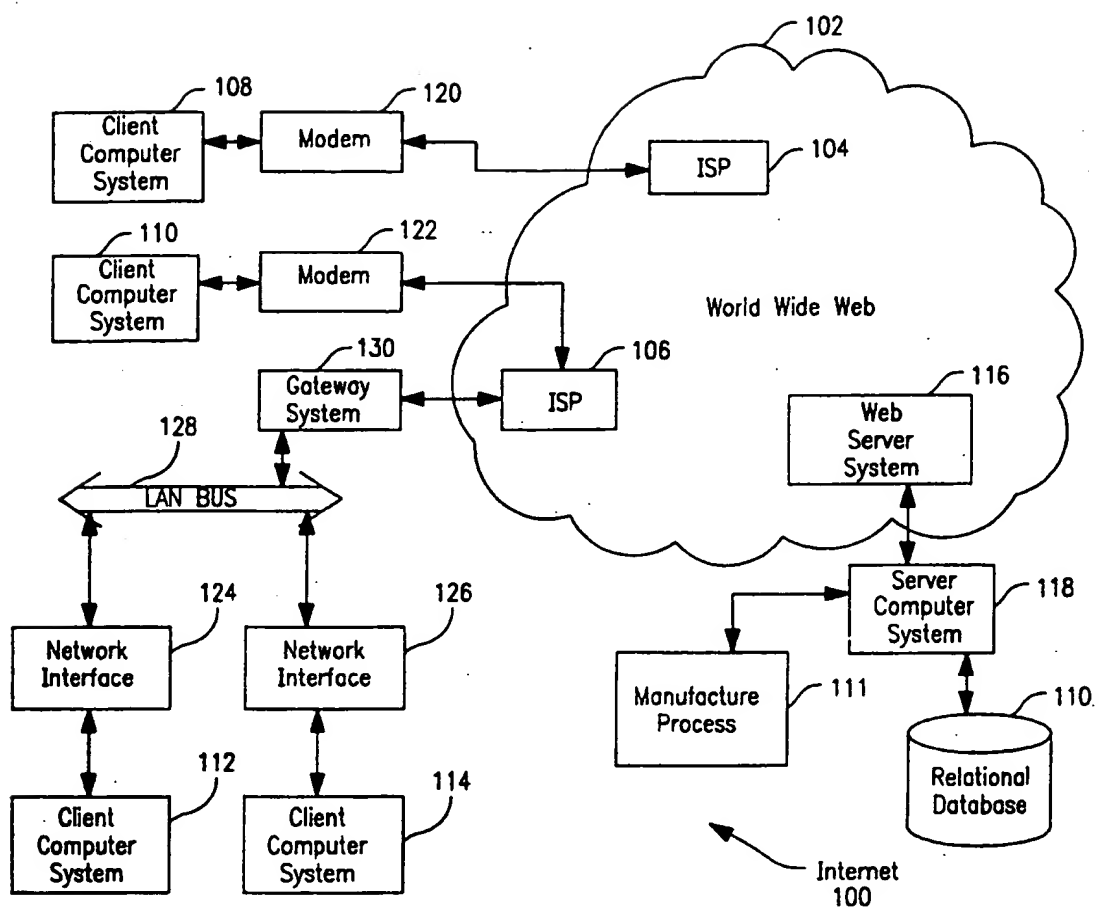 102
108
Client
Computer
System
120
Modem
ISP
104
110
Client
Computer
System
122
Modem
World Wide Web
130
Gateway
System
106
ISP
116
Web
Server
System
128
LAN BUS
124
Network
Interface
126
Network
Interface
Server
Computer
System
118
Manufacture
Process
111
110
Relational
Database
112
Client
Computer
System
114
Client
Computer
System
Internet
100